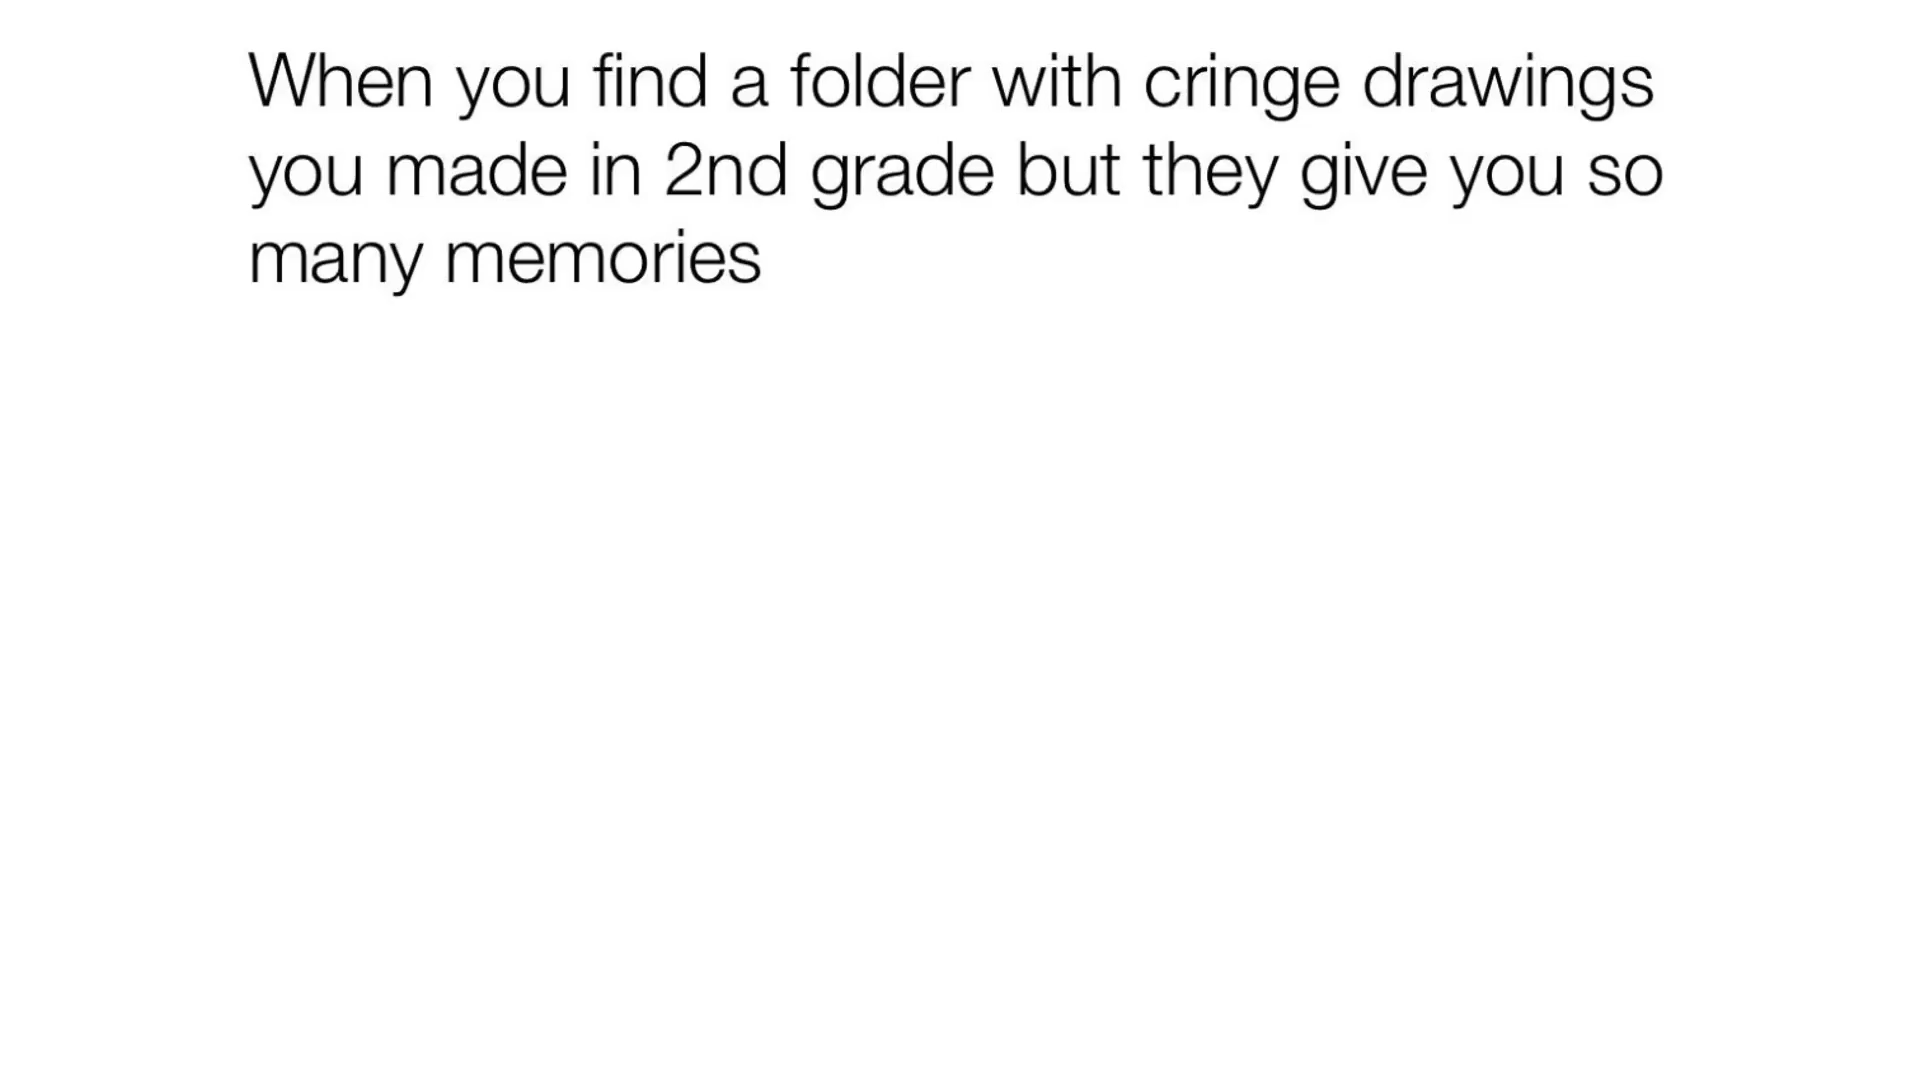 When you find a folder with cringe drawings
you made in 2nd grade but they give you so
many memories